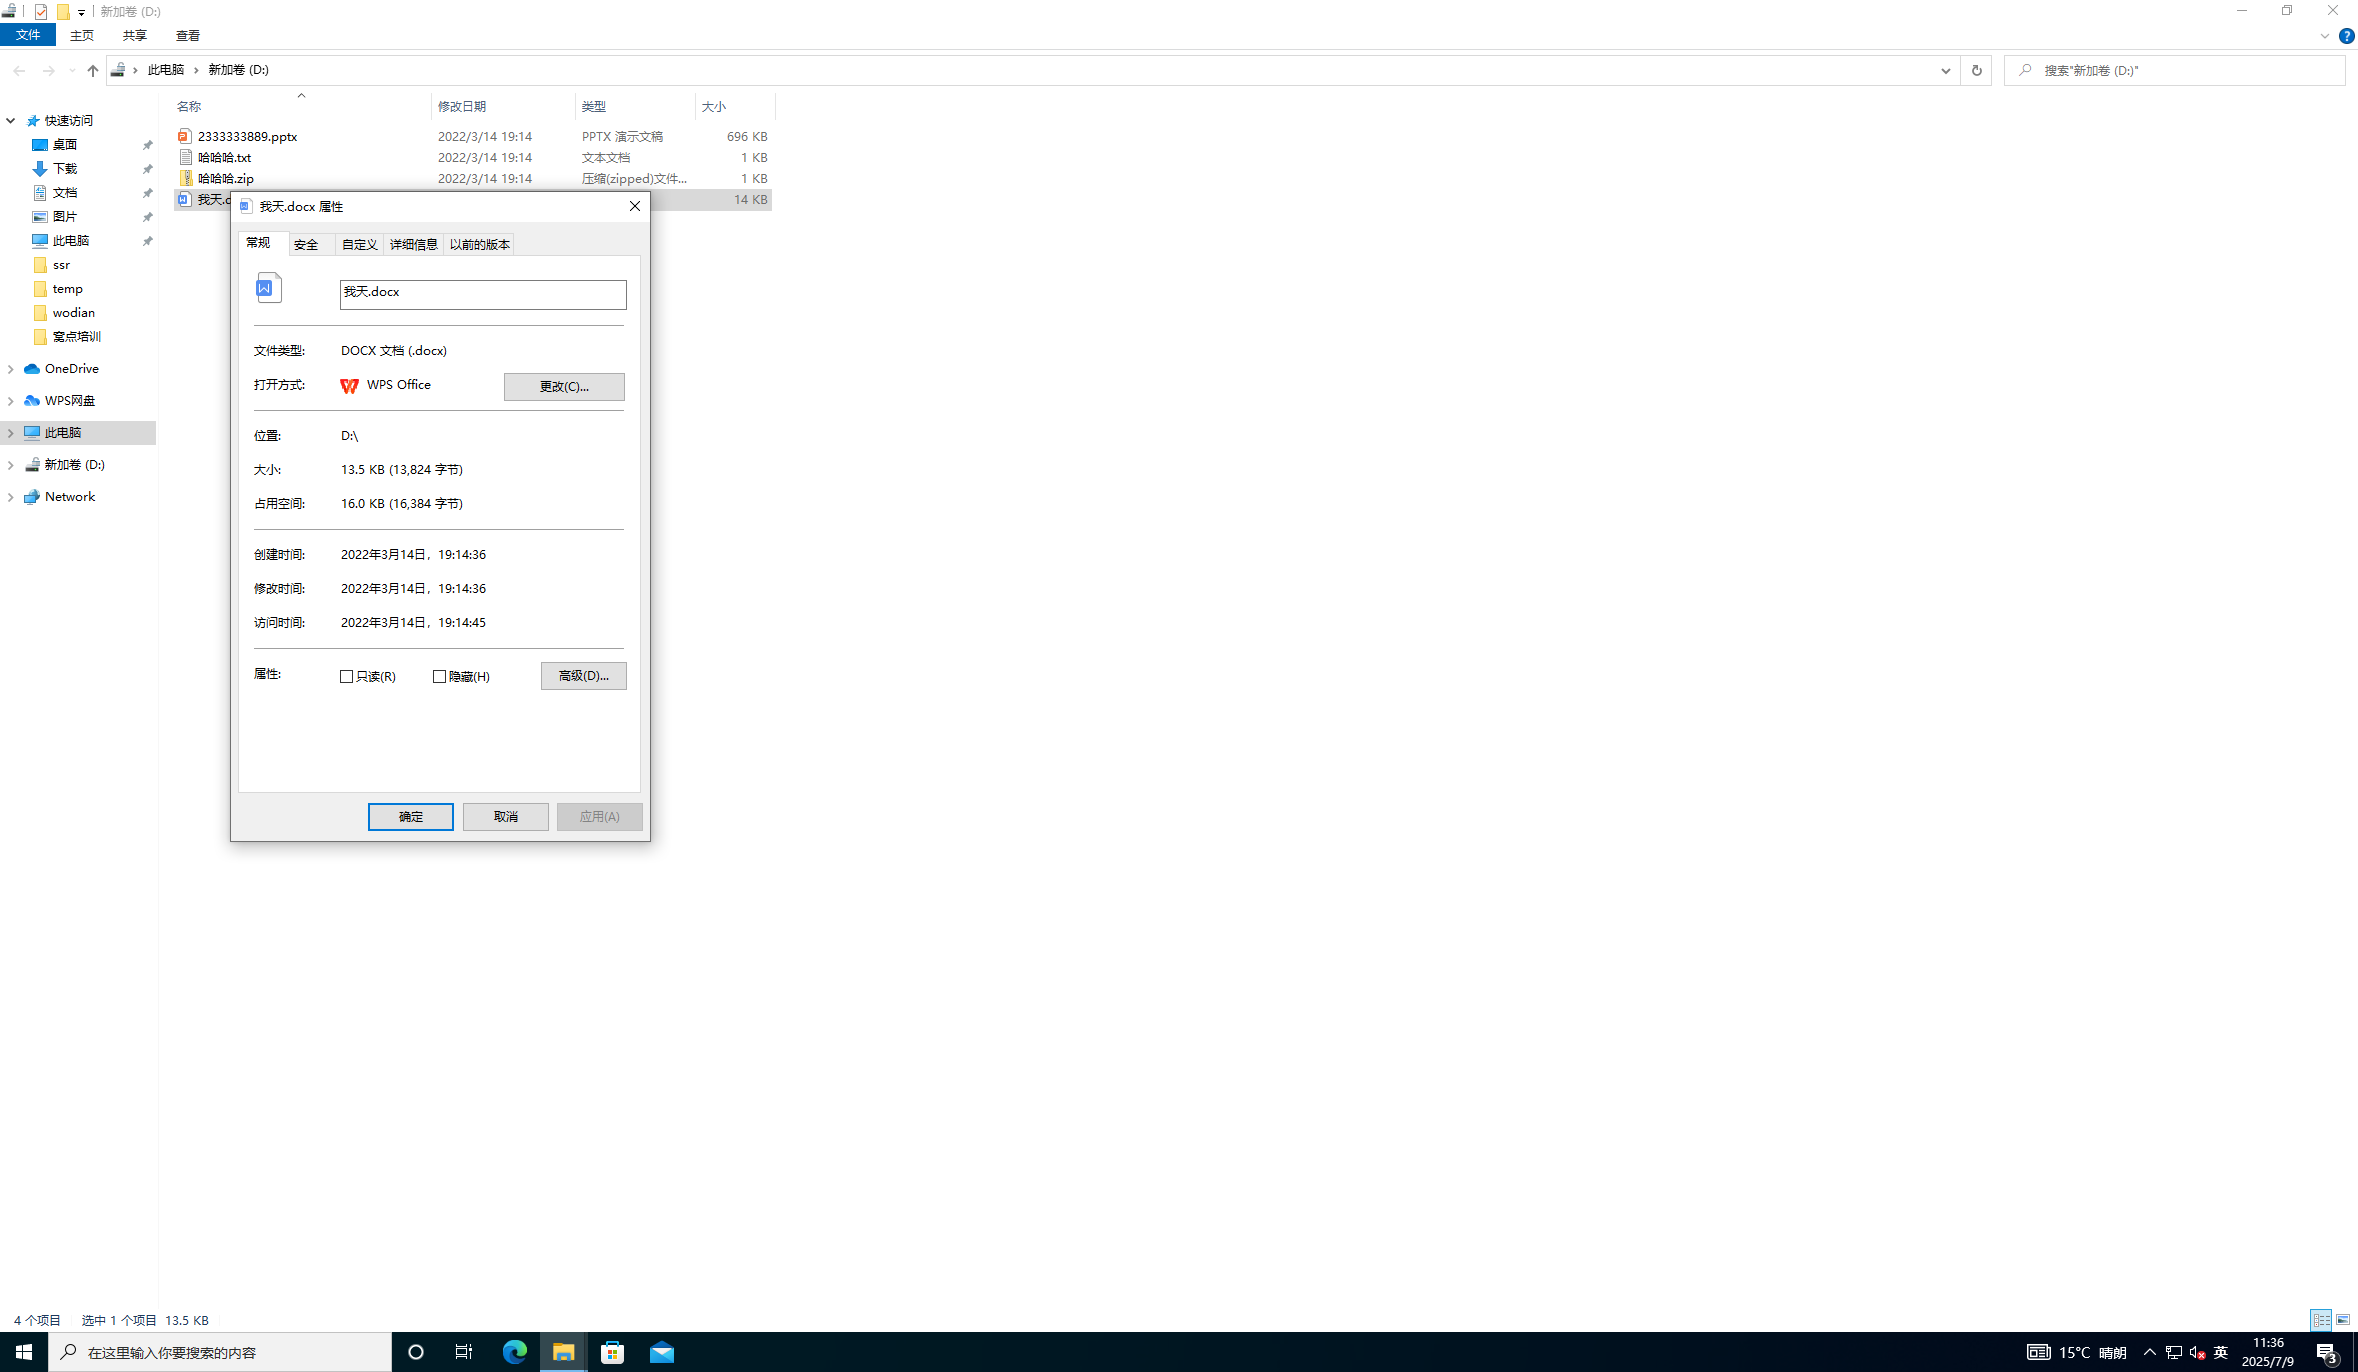 新加卷 (D:)
文件 主页 共享 查看
此电脑 新加卷 (D:)
搜索"新加卷 (D:)"
名称 修改日期 类型 大小
2333333889.pptx 2022/3/14 19:14 PPTX 演示文稿 696 KB
哈哈哈.txt 2022/3/14 19:14 文本文档 1 KB
哈哈哈.zip 2022/3/14 19:14 压缩(zipped)文件... 1 KB
我天.d 14 KB
快速访问
桌面
下载
文档
图片
此电脑
ssr
temp
wodian
窝点培训
OneDrive
WPS网盘
此电脑
新加卷 (D:)
Network
我天.docx 属性
常规 安全 自定义 详细信息 以前的版本
我天.docx
文件类型: DOCX 文档 (.docx)
打开方式: WPS Office 更改(C)...
位置: D:\
大小: 13.5 KB (13,824 字节)
占用空间: 16.0 KB (16,384 字节)
创建时间: 2022年3月14日，19:14:36
修改时间: 2022年3月14日，19:14:36
访问时间: 2022年3月14日，19:14:45
属性: 只读(R) 隐藏(H) 高级(D)...
确定 取消 应用(A)
4 个项目 选中 1 个项目 13.5 KB
在这里输入你要搜索的内容
15°C 晴朗 英
11:36
2025/7/9
3